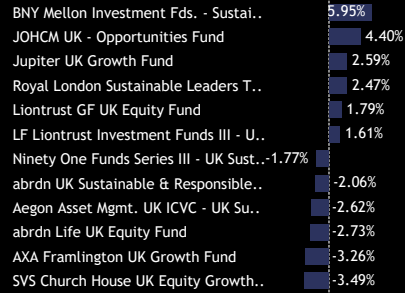 BNY Mellon Investment Fds. - Sustai.. 5.95%
JOHCM UK - Opportunities Fund 4.40%
Jupiter UK Growth Fund 2.59%
Royal London Sustainable Leaders T.. 2.47%
Liontrust GF UK Equity Fund 1.79%
LF Liontrust Investment Funds III - U.. 1.61%
Ninety One Funds Series III - UK Sust.. -1.77%
abrdn UK Sustainable & Responsible.. -2.06%
Aegon Asset Mgmt. UK ICVC - UK Su.. -2.62%
abrdn Life UK Equity Fund -2.73%
AXA Framlington UK Growth Fund -3.26%
SVS Church House UK Equity Growth.. -3.49%